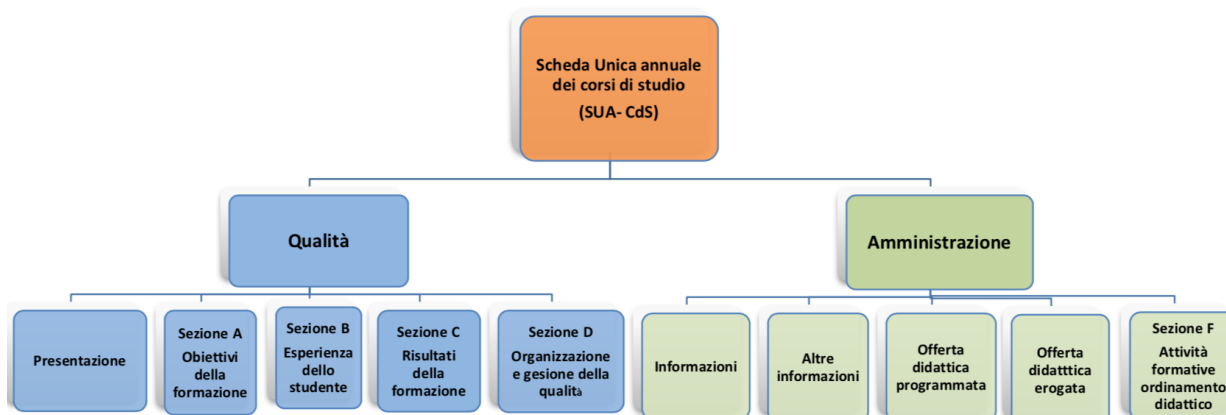 Scheda Unica annuale
dei corsi di studio
(SUA- CdS)
Qualità
Amministrazione
Presentazione
Sezione A
Obiettivi
della
formazione
Sezione B
Esperienza
dello
studente
Sezione C
Risultati
della
formazione
Sezione D
Organizzazione
e gesione della
qualità
Informazioni
Altre
informazioni
Offerta
didattica
programmata
Offerta
didatttica
erogata
Sezione F
Attività
formative
ordinamento
didattico